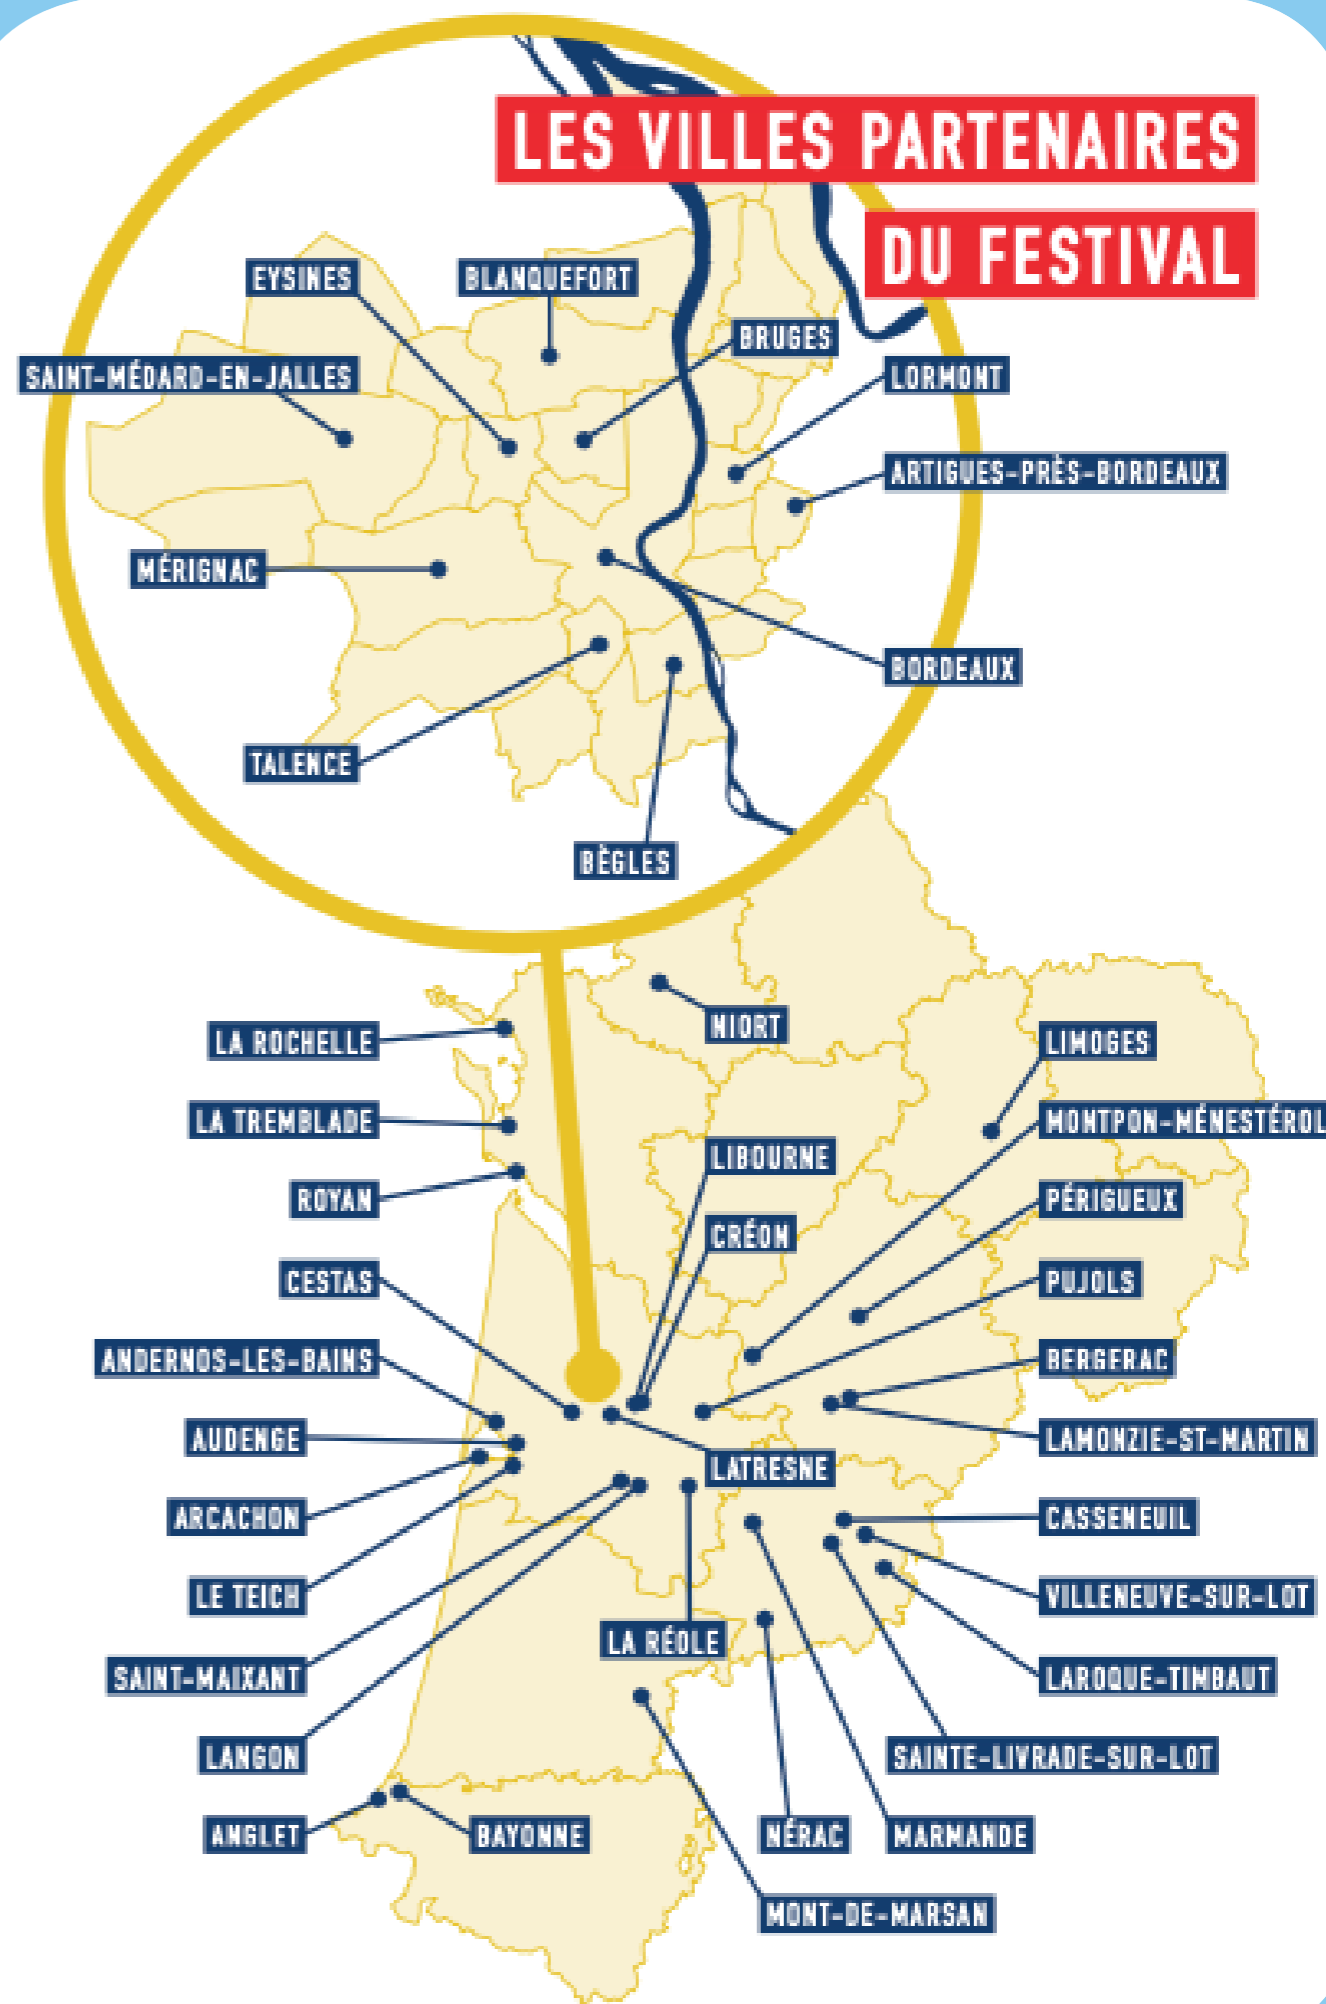 LES VILLES PARTENAIRES
DU FESTIVAL
EYSINES
BLANQUEFORT
BRUGES
SAINT-MÉDARD-EN-JALLES
LORMONT
ARTIGUES-PRÈS-BORDEAUX
MÉRIGNAC
BORDEAUX
TALENCE
BÈGLES
NIORT
LA ROCHELLE
LIMOGES
LA TREMBLADE
MONTPON-MÉNESTÉROL
LIBOURNE
ROYAN
PÉRIGUEUX
CRÉON
CESTAS
PUJOLS
ANDERNOS-LES-BAINS
BERGERAC
AUDENGE
LAMONZIE-ST-MARTIN
LATRESNE
ARCACHON
CASSENEUIL
LE TEICH
VILLENEUVE-SUR-LOT
LA RÉOLE
SAINT-MAIXANT
LAROQUE-TIMBAUT
LANGON
SAINTE-LIVRADE-SUR-LOT
ANGLET
BAYONNE
NÉRAC
MARMANDE
MONT-DE-MARSAN